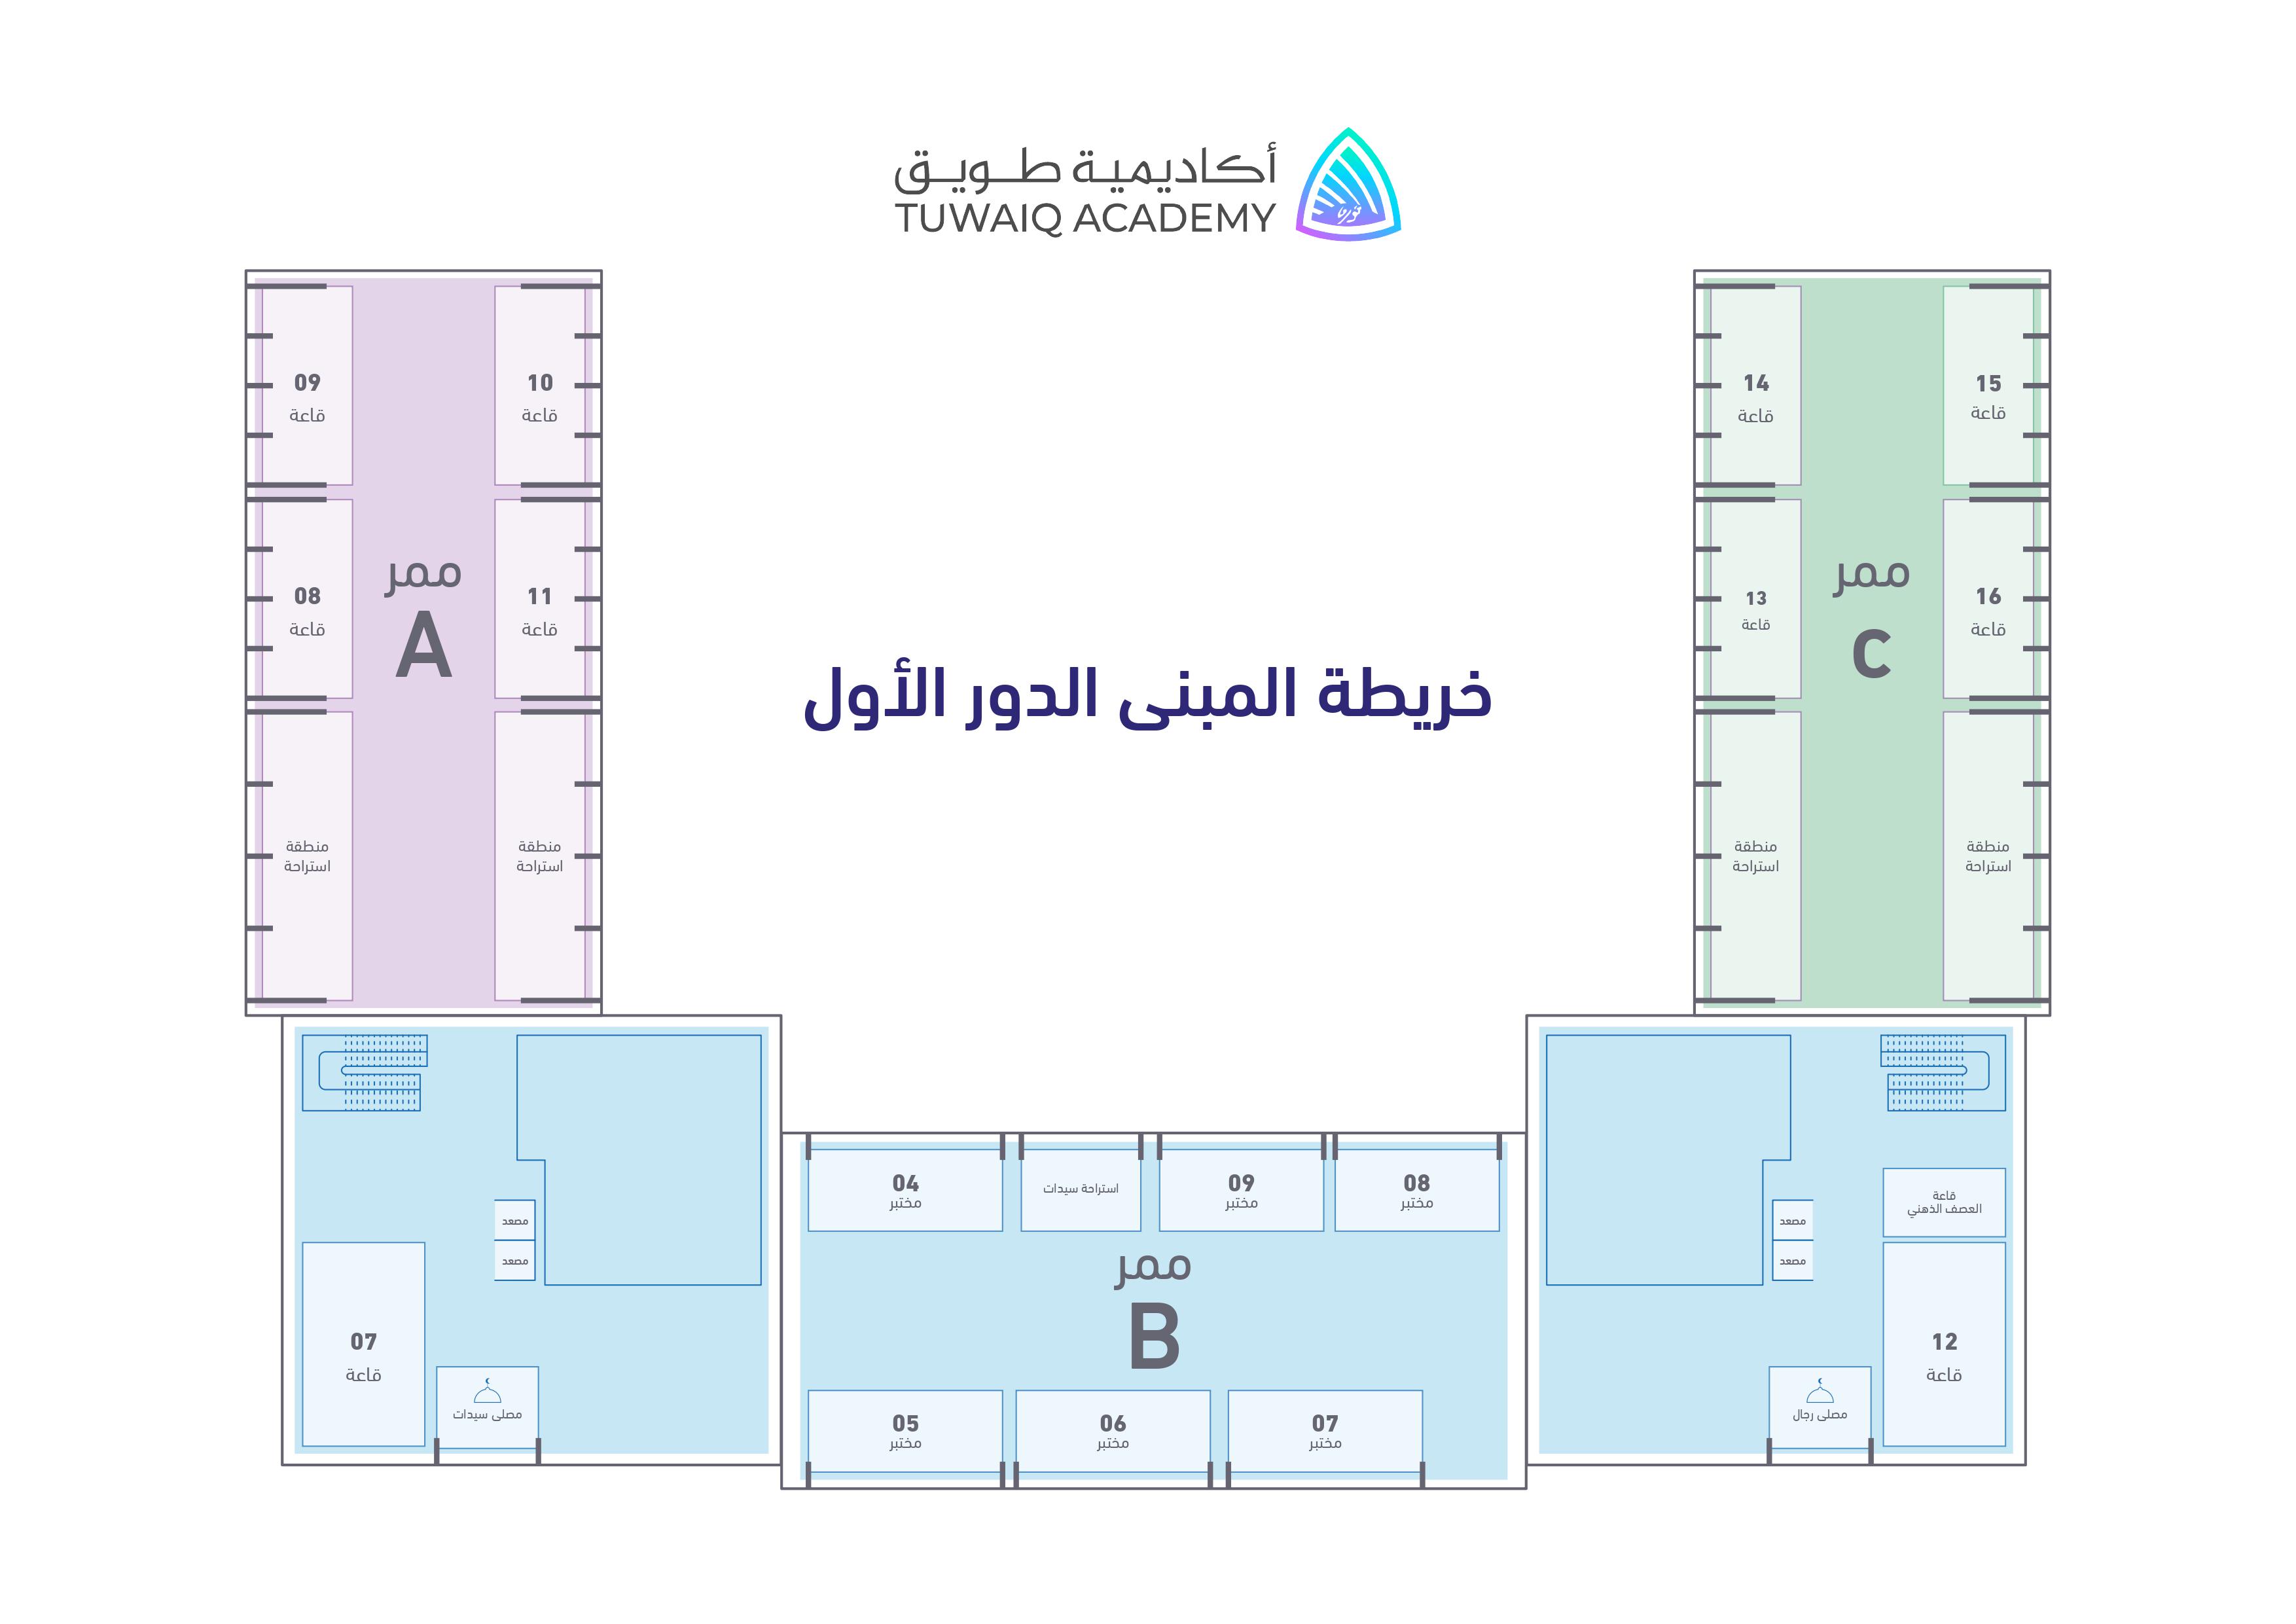 أكاديمية طويق
TUWAIQ ACADEMY
خريطة المبنى الدور الأول
09
قاعة
10
قاعة
08
قاعة
11
قاعة
ممر
A
منطقة
استراحة
منطقة
استراحة
14
قاعة
15
قاعة
13
قاعة
16
قاعة
ممر
C
منطقة
استراحة
منطقة
استراحة
مصعد
مصعد
07
قاعة
مصلى سيدات
04
مختبر
استراحة سيدات
09
مختبر
08
مختبر
ممر
B
05
مختبر
06
مختبر
07
مختبر
مصعد
مصعد
قاعة
العصف الذهني
12
قاعة
مصلى رجال